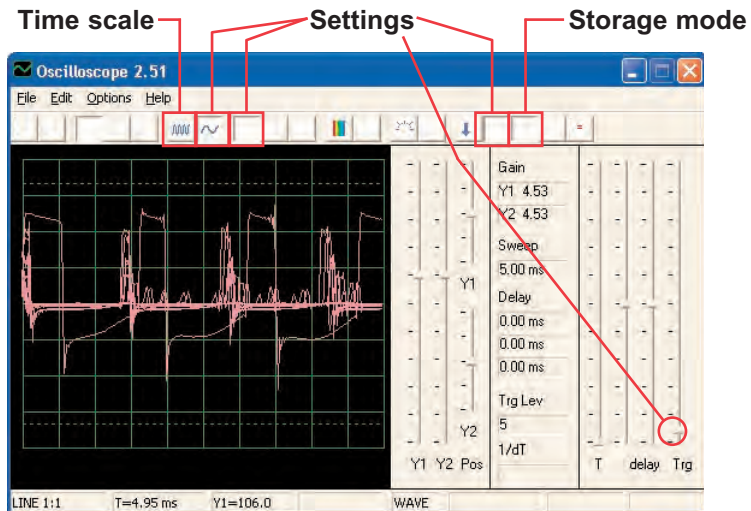 Time scale
Settings
Storage mode
Oscilloscope 2.51
File Edit Options Help
Gain
Y1 4.53
Y2 4.53
Sweep
5.00 ms
Y1
Delay
0.00 ms
0.00 ms
0.00 ms
Trg Lev
5
Y2
1/dT
Y1 Y2 Pos
T delay Trg
LINE 1:1 T=4.95 ms Y1=106.0 WAVE